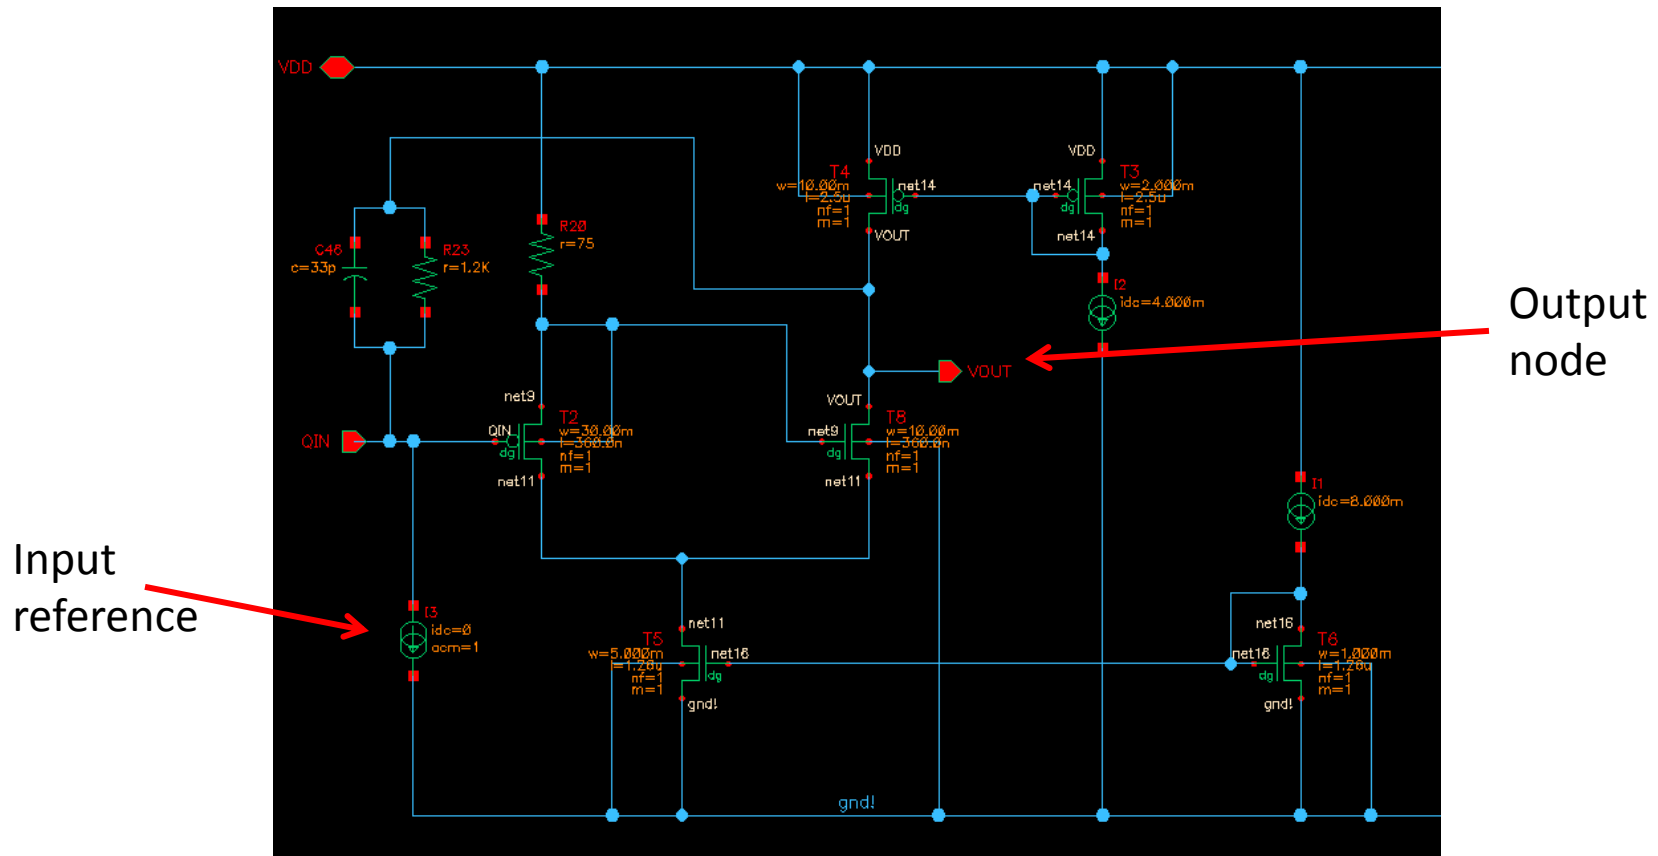 VDD
VDD
VDD
T4
w=10.00m
l=2.5u
nf=1
m=1
net14
dg
VOUT
net14
dg
T3
w=2.000m
l=2.5u
nf=1
m=1
net14
C46
c=33p
R23
r=1.2K
R20
r=75
I2
idc=4.000m
Output
node
VOUT
net9
QIN
QIN
dg
T2
w=30.00m
l=360.0n
nf=1
m=1
net11
VOUT
net9
dg
T8
w=10.00m
l=360.0n
nf=1
m=1
net11
I1
idc=8.000m
Input
reference
I3
idc=0
acm=1
net11
T5
w=5.000m
l=1.28u
nf=1
m=1
net16
dg
gnd!
net16
net16
dg
T6
w=1.000m
l=1.28u
nf=1
m=1
gnd!
gnd!